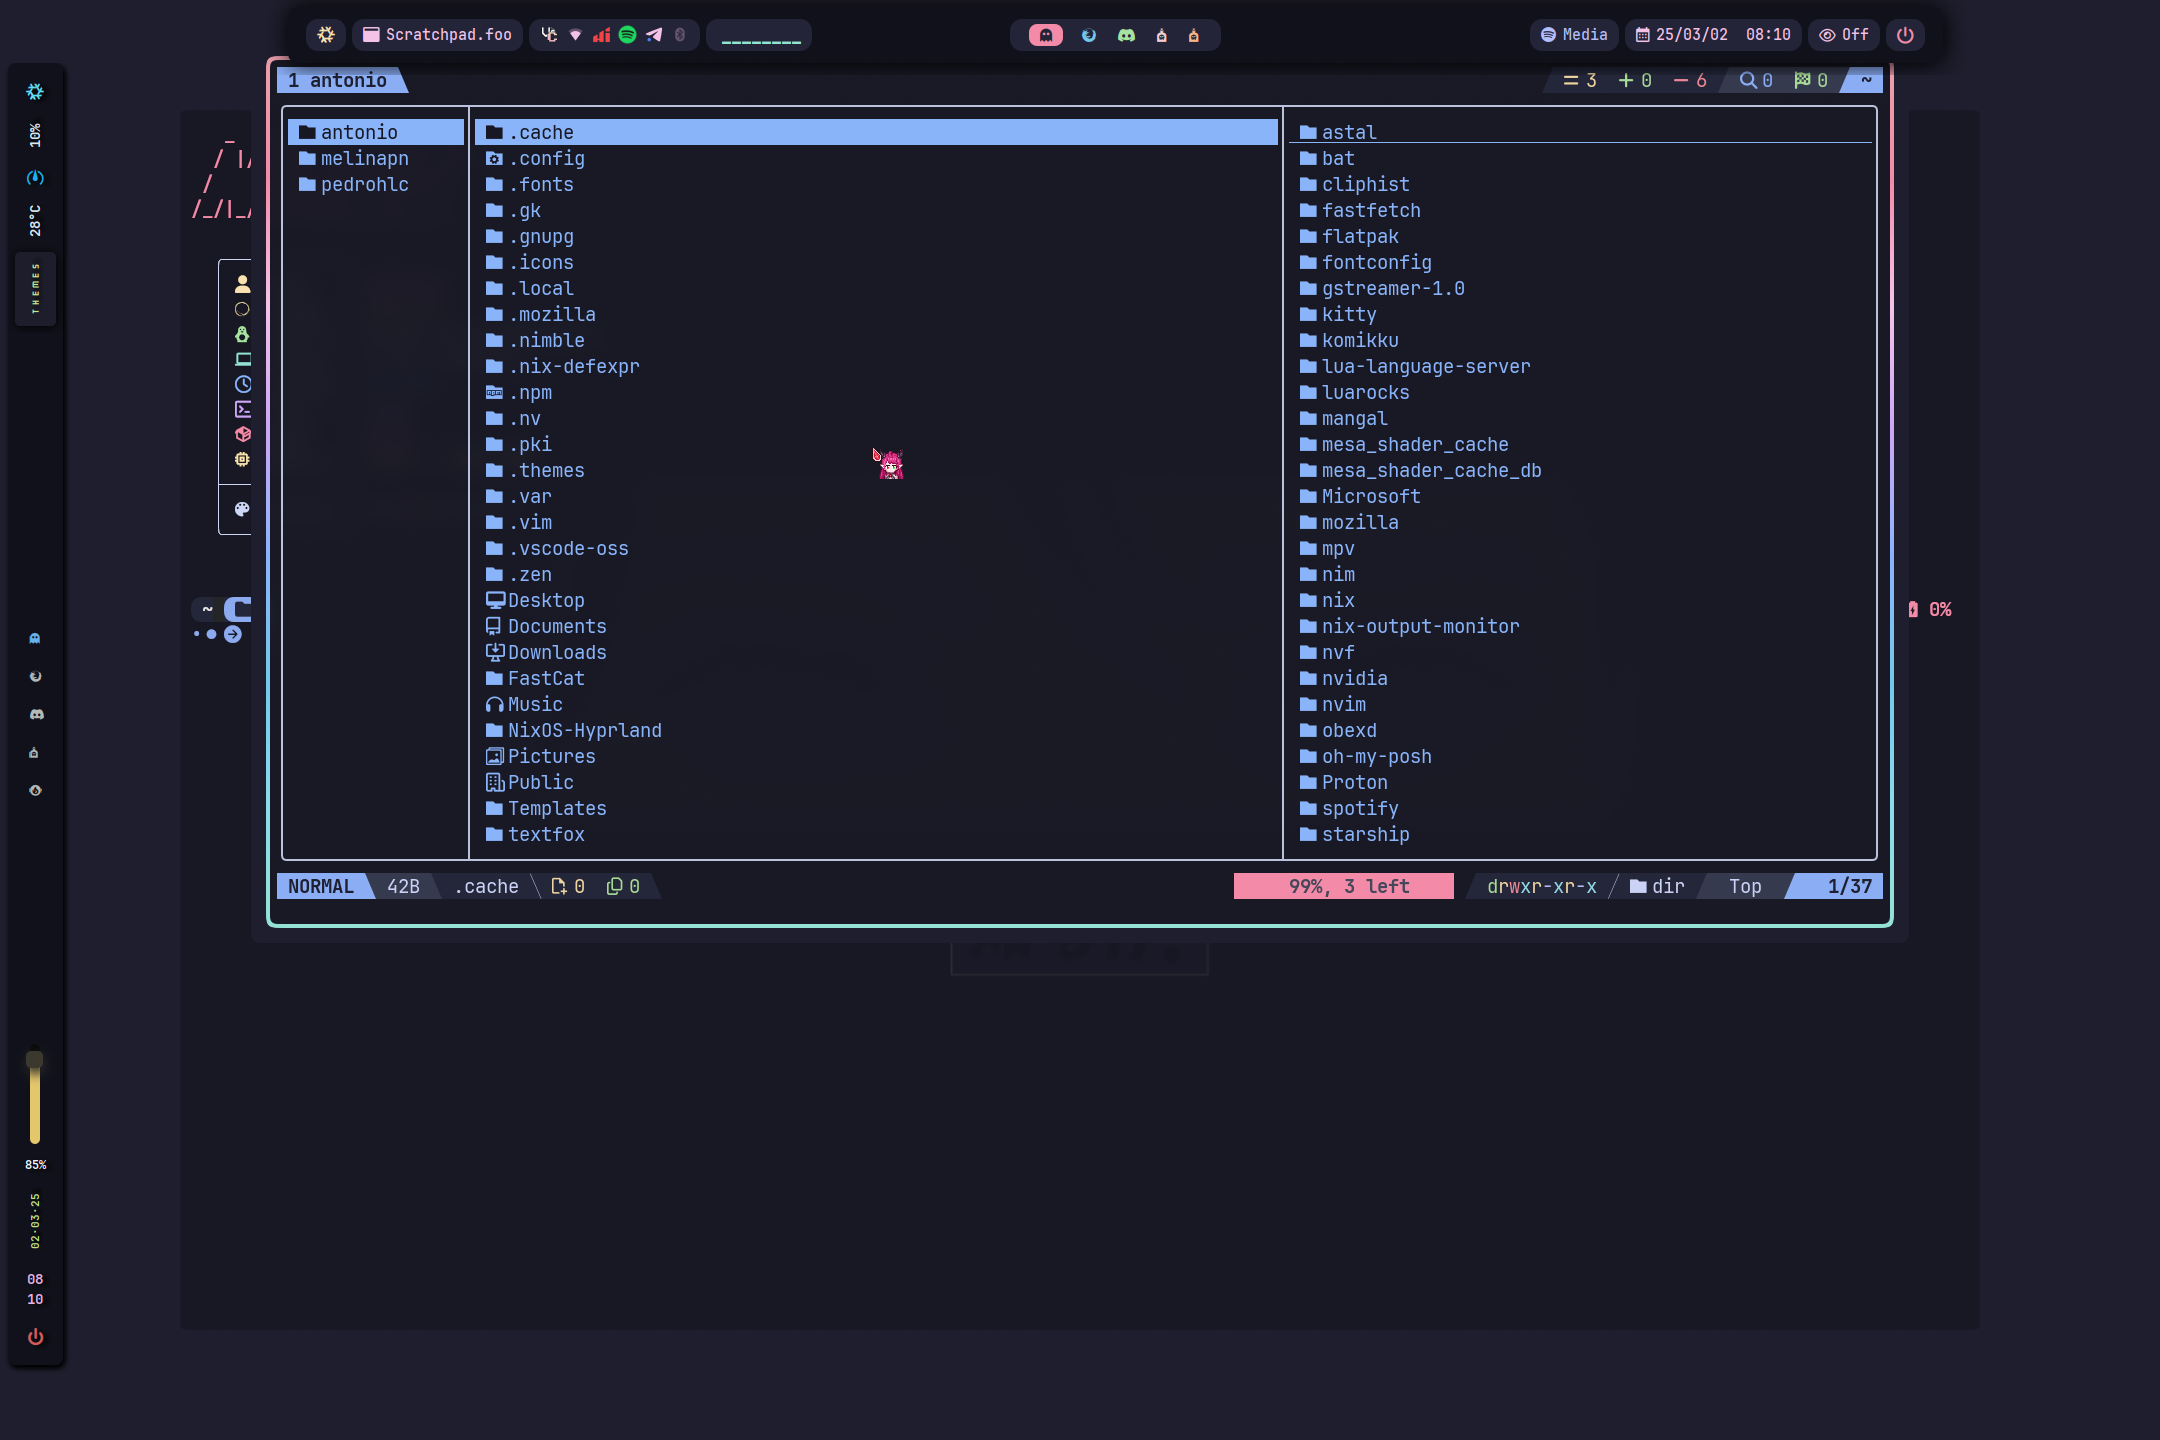 Scratchpad.foo
Media
25/03/02 08:10
Off
10%
28°C
THEMES
85%
02·03·25
08
10
1 antonio
3 0 6 0 0 ~
antonio
melinapn
pedrohlc
.cache
.config
.fonts
.gk
.gnupg
.icons
.local
.mozilla
.nimble
.nix-defexpr
.npm
.nv
.pki
.themes
.var
.vim
.vscode-oss
.zen
Desktop
Documents
Downloads
FastCat
Music
NixOS-Hyprland
Pictures
Public
Templates
textfox
astal
bat
cliphist
fastfetch
flatpak
fontconfig
gstreamer-1.0
kitty
komikku
lua-language-server
luarocks
mangal
mesa_shader_cache
mesa_shader_cache_db
Microsoft
mozilla
mpv
nim
nix
nix-output-monitor
nvf
nvidia
nvim
obexd
oh-my-posh
Proton
spotify
starship
NORMAL 42B .cache 0 0
99%, 3 left
drwxr-xr-x dir Top 1/37
~
0%